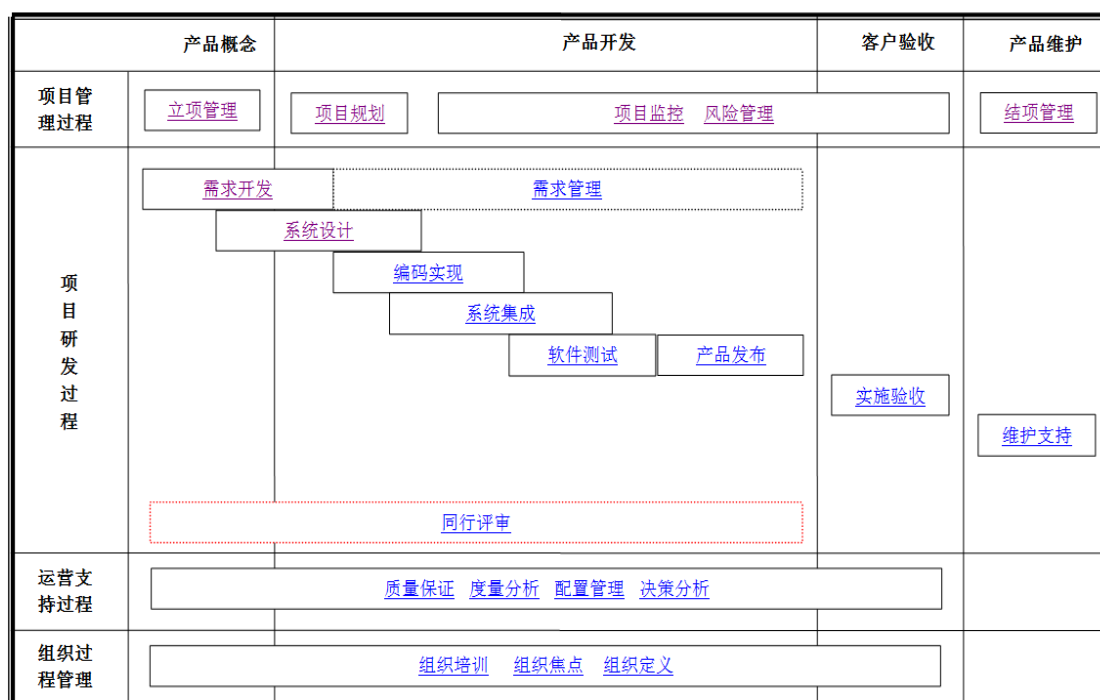 产品概念 产品开发 客户验收 产品维护
项目管
理过程
立项管理 项目规划 项目监控 风险管理 结项管理
项
目
研
发
过
程
需求开发 需求管理
系统设计
编码实现
系统集成
软件测试 产品发布
实施验收
维护支持
同行评审
运营支
持过程
质量保证 度量分析 配置管理 决策分析
组织过
程管理
组织培训 组织焦点 组织定义